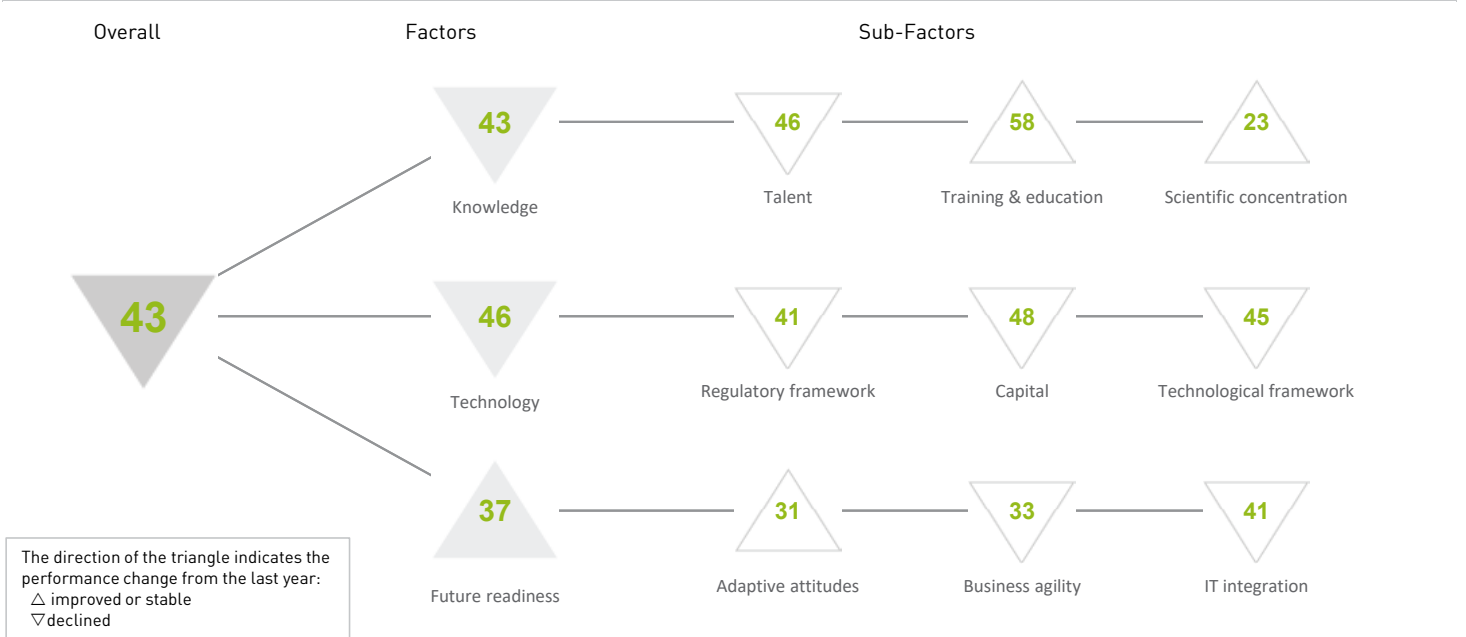 Overall Factors Sub-Factors
43 46 58 23
Knowledge Talent Training & education Scientific concentration
43
46 41 48 45
Technology Regulatory framework Capital Technological framework
37 31 33 41
Future readiness Adaptive attitudes Business agility IT integration
The direction of the triangle indicates the
performance change from the last year:
△ improved or stable
▽ declined